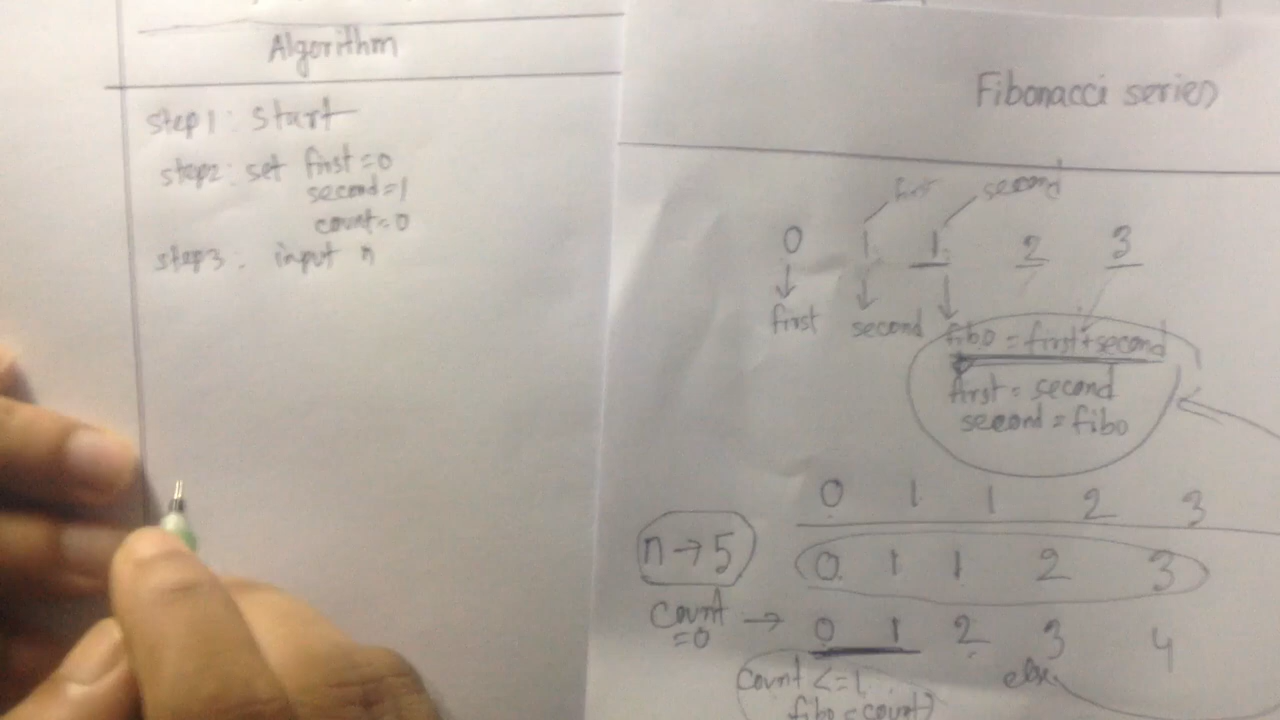 Algorithm
step1: Start
step2: set first=0
second=1
count=0
step3: input n
Fibonacci series
first second
0 1 1 2 3
first second fibo = first+second
first = second
second = fibo
0 1 1 2 3
n→5 0 1 1 2 3
count =0 → 0 1 2 3 4
count <=1 else
fibo=count